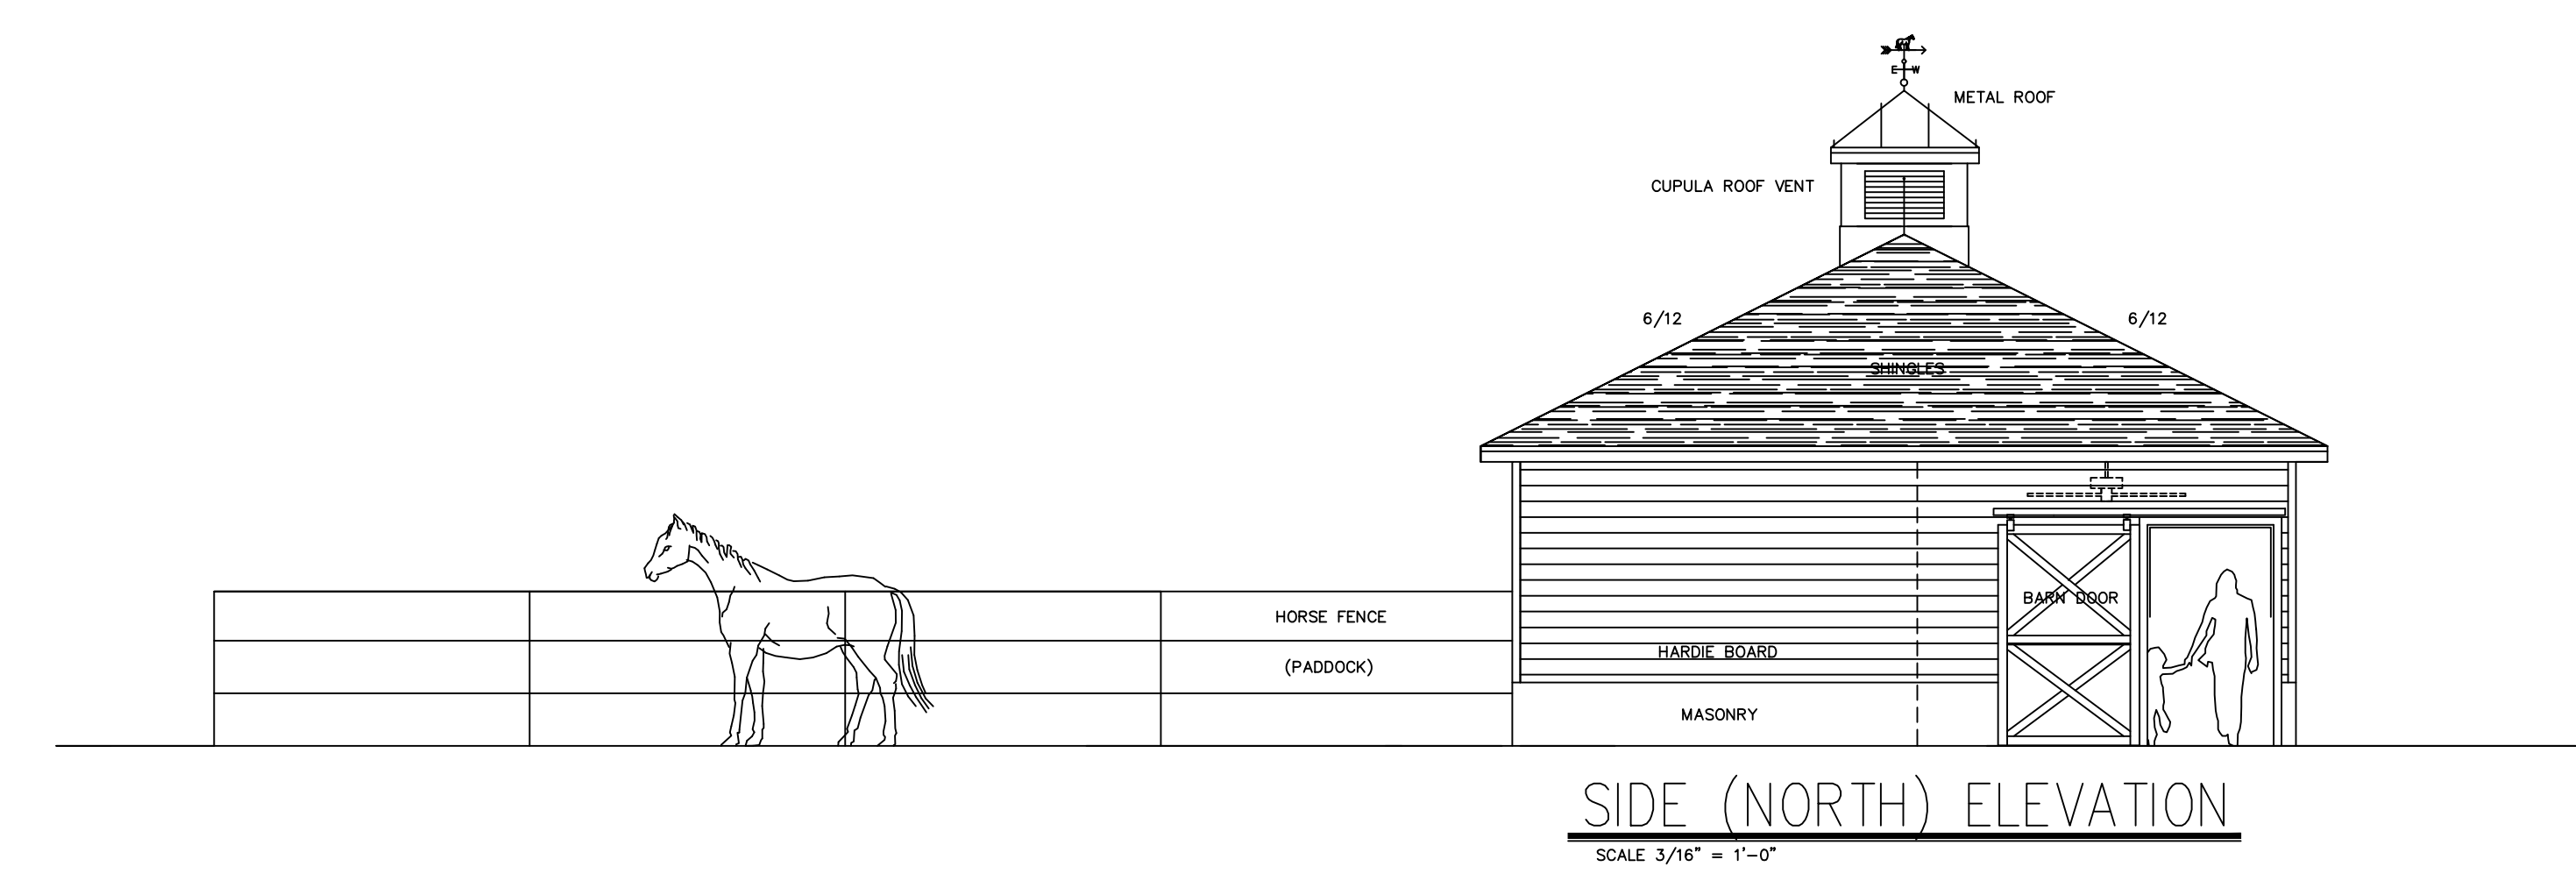 E W
METAL ROOF
CUPULA ROOF VENT
6/12
6/12
SHINGLES
BARN DOOR
HORSE FENCE
HARDIE BOARD
(PADDOCK)
MASONRY
SIDE (NORTH) ELEVATION
SCALE 3/16" = 1'-0"